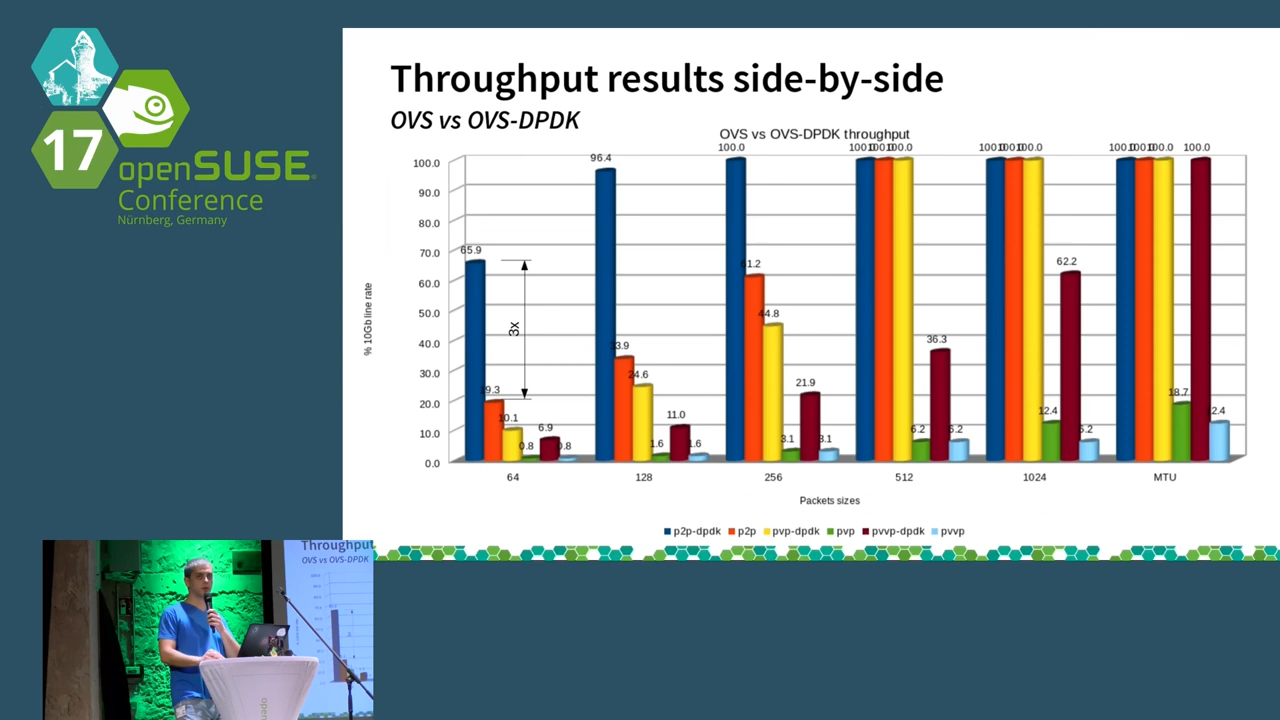 17
openSUSE
Conference
Nürnberg, Germany
Throughput results side-by-side
OVS vs OVS-DPDK
OVS vs OVS-DPDK throughput
% 10Gb line rate
100.0
90.0
80.0
70.0
60.0
50.0
40.0
30.0
20.0
10.0
0.0
65.9 19.3 10.1 0.8 6.9 0.8
3x
96.4 33.9 24.6 1.6 11.0 1.6
100.0 61.2 44.8 3.1 21.9 3.1
100.0 100.0 100.0 6.2 36.3 6.2
100.0 100.0 100.0 12.4 62.2 6.2
100.0 100.0 100.0 18.7 100.0 12.4
64 128 256 512 1024 MTU
Packets sizes
p2p-dpdk p2p pvp-dpdk pvp pvvp-dpdk pvvp
Throughput
OVS vs OVS-DPDK